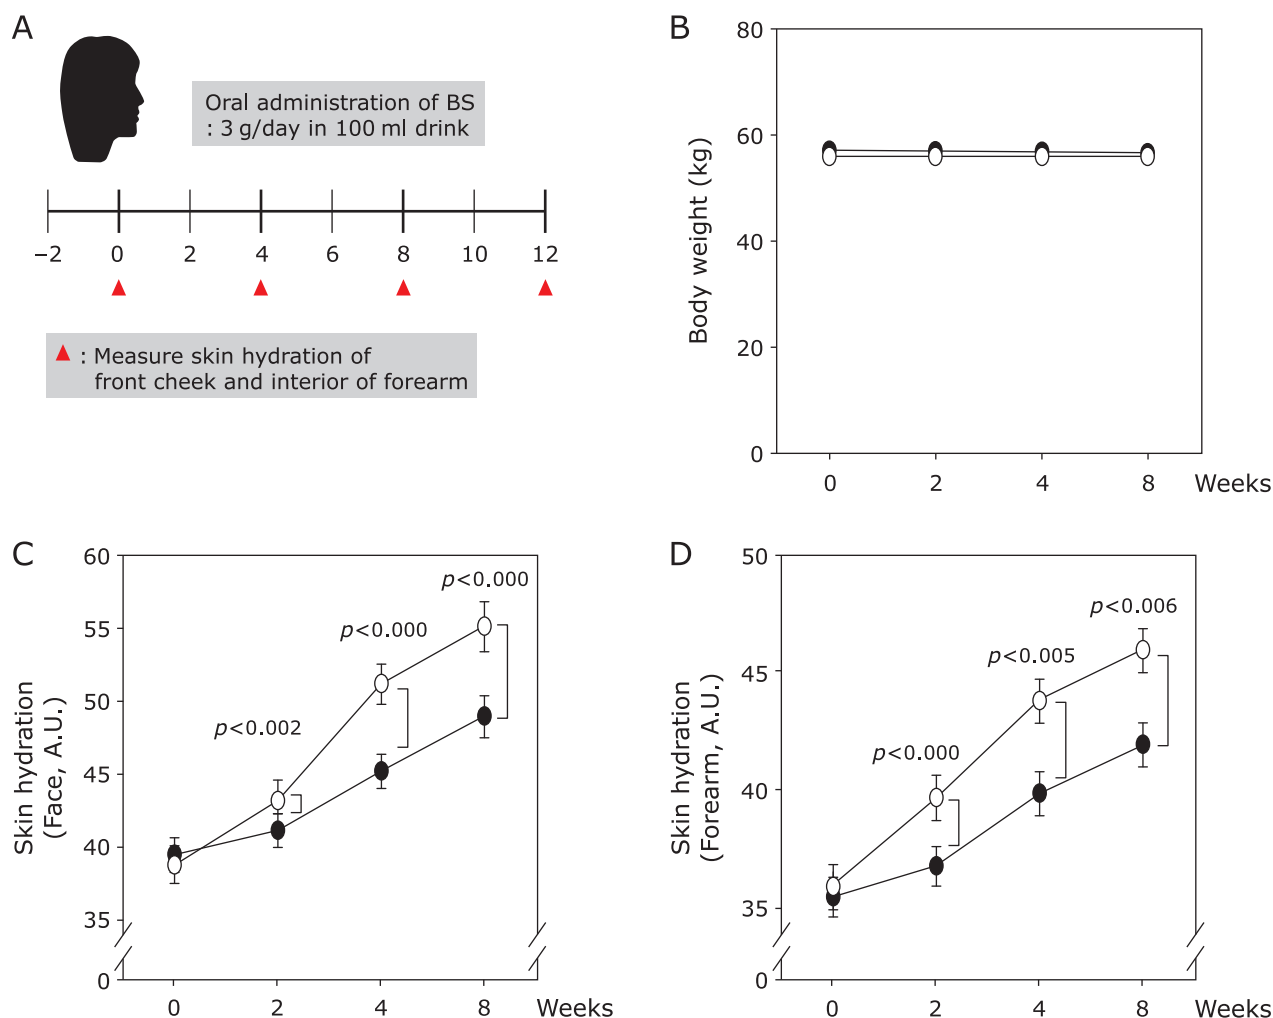 A
Oral administration of BS
: 3 g/day in 100 ml drink
−2 0 2 4 6 8 10 12
: Measure skin hydration of
front cheek and interior of forearm
B
Body weight (kg)
80
60
40
20
0
0 2 4 8 Weeks
C
Skin hydration
(Face, A.U.)
60
55
50
45
40
35
0
p<0.002
p<0.000
p<0.000
0 2 4 8 Weeks
D
Skin hydration
(Forearm, A.U.)
50
45
40
35
0
p<0.000
p<0.005
p<0.006
0 2 4 8 Weeks